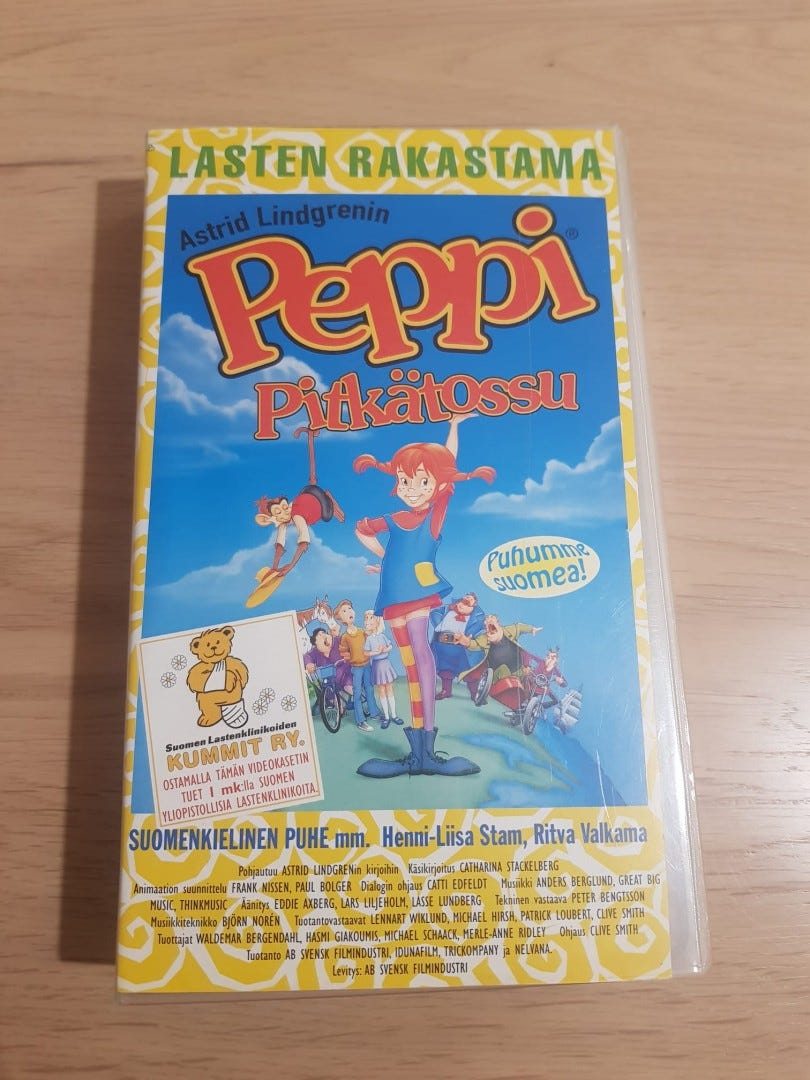 LASTEN RAKASTAMA
Astrid Lindgrenin
Peppi®
Pitkätossu
Puhumme
suomea!
Suomen Lastenklinikoiden
KUMMIT RY.
OSTAMALLA TÄMÄN VIDEOKASETIN
TUET 1 mk:lla SUOMEN
YLIOPISTOLLISIA LASTENKLINIKOITA.
SUOMENKIELINEN PUHE mm. Henni-Liisa Stam, Ritva Valkama
Pohjautuu ASTRID LINDGRENin kirjoihin Käsikirjoitus CATHARINA STACKELBERG
Animaation suunnittelu FRANK NISSEN, PAUL BOLGER Dialogin ohjaus CATTI EDFELDT Musiikki ANDERS BERGLUND, GREAT BIG
MUSIC, THINKMUSIC Äänitys EDDIE AXBERG, LARS LILJEHOLM, LASSE LUNDBERG Tekninen vastaava PETER BENGTSSON
Musiikkiteknikko BJÖRN NORÉN Tuotantovastaavat LENNART WIKLUND, MICHAEL HIRSH, PATRICK LOUBERT, CLIVE SMITH
Tuottajat WALDEMAR BERGENDAHL, HASMI GIAKOUMIS, MICHAEL SCHAACK, MERLE-ANNE RIDLEY Ohjaus CLIVE SMITH
Tuotanto AB SVENSK FILMINDUSTRI, IDUNAFILM, TRICKOMPANY ja NELVANA.
Levitys: AB SVENSK FILMINDUSTRI